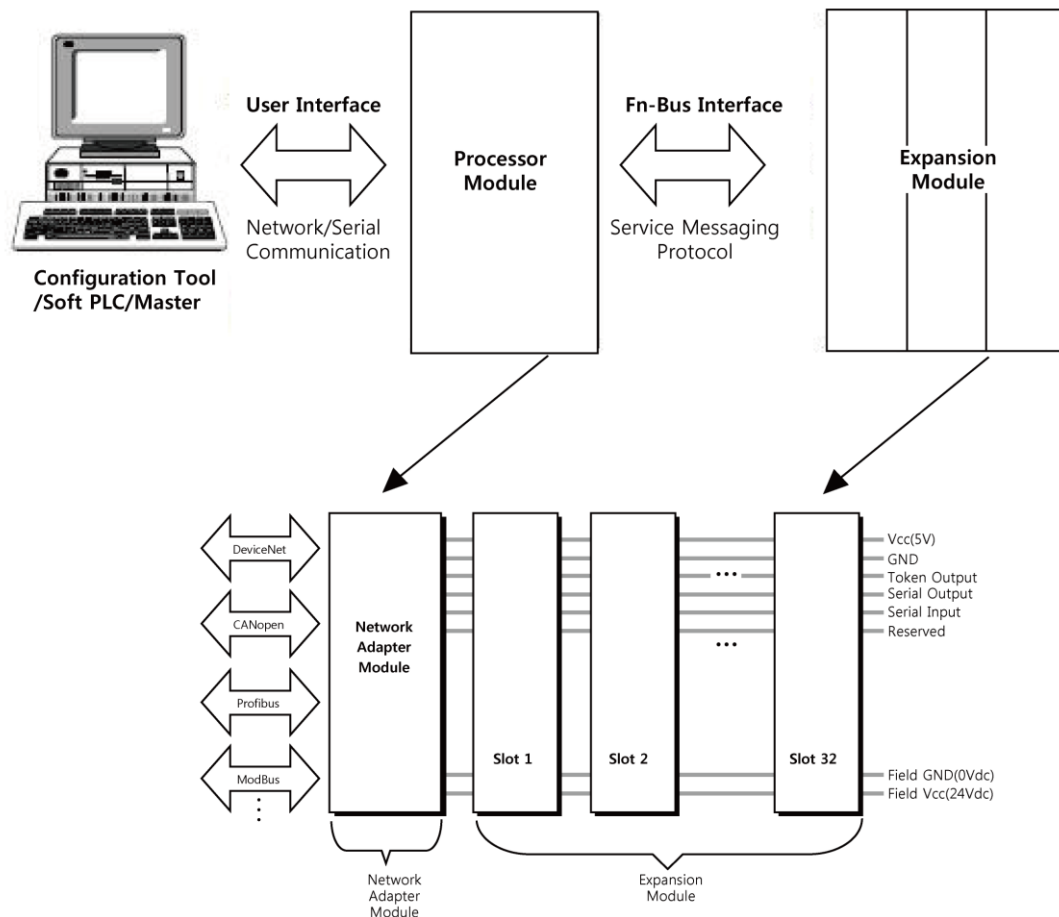 User Interface
Network/Serial
Communication
Configuration Tool
/Soft PLC/Master
Processor
Module
Fn-Bus Interface
Service Messaging
Protocol
Expansion
Module
DeviceNet
CANopen
Profibus
ModBus
Network
Adapter
Module
Slot 1
Slot 2
Slot 32
Vcc(5V)
GND
Token Output
Serial Output
Serial Input
Reserved
Field GND(0Vdc)
Field Vcc(24Vdc)
Network
Adapter
Module
Expansion
Module